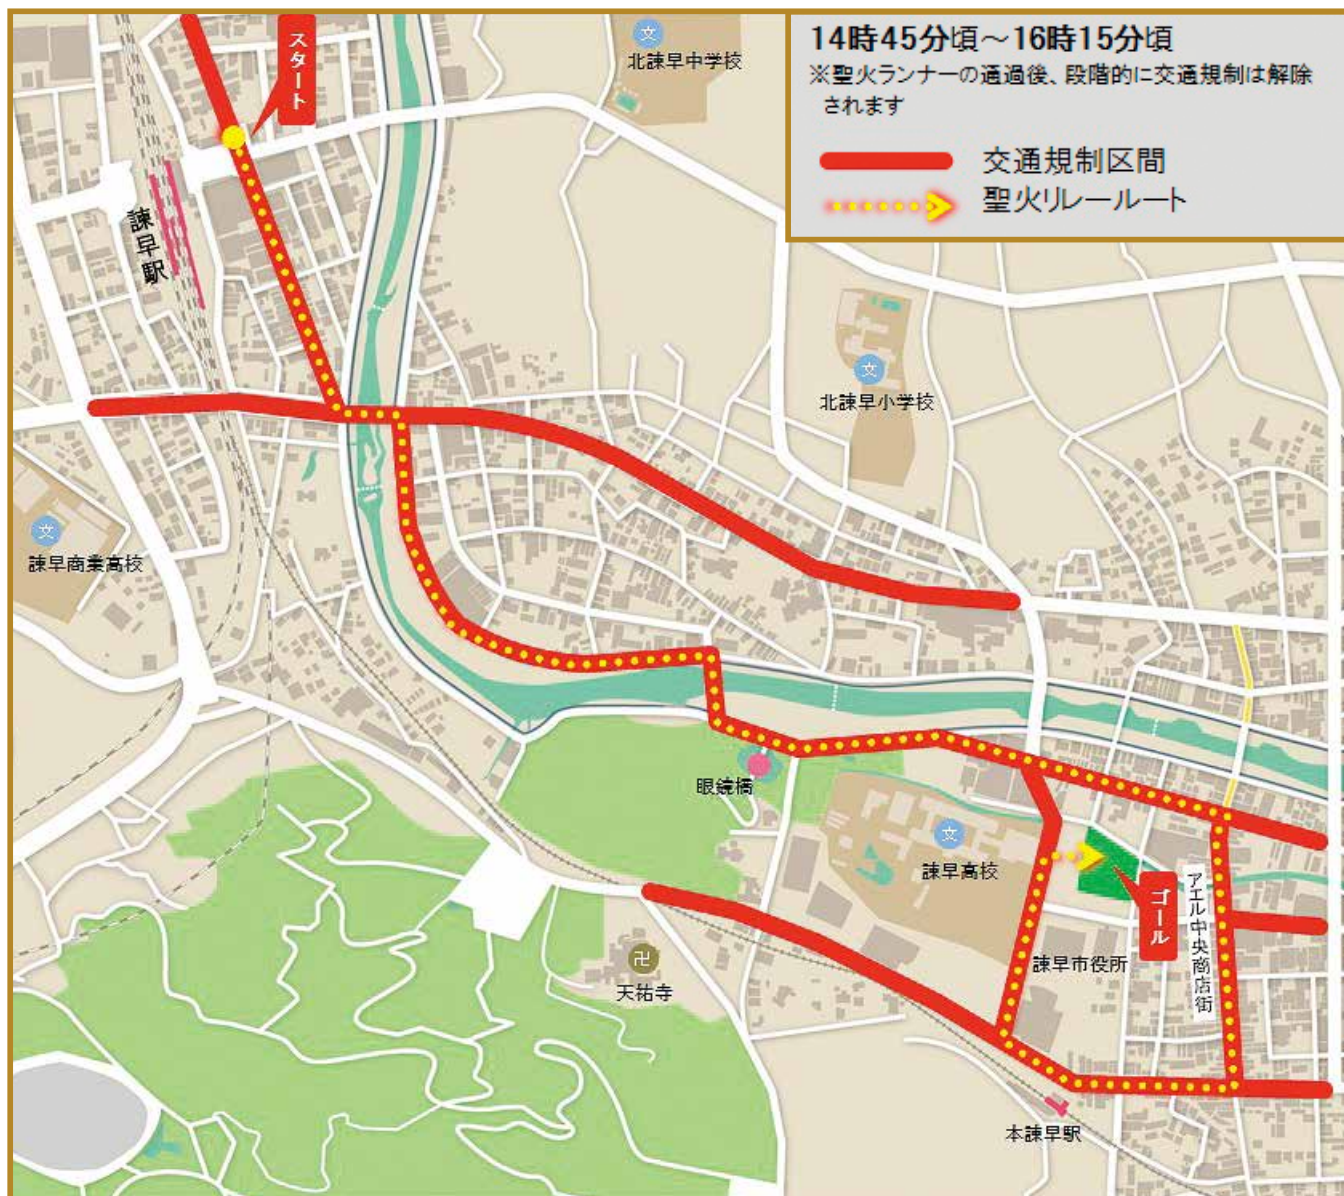 14時45分頃～16時15分頃
※聖火ランナーの通過後、段階的に交通規制は解除
されます
交通規制区間
聖火リレールート
スタート
文
北諫早中学校
諫早駅
文
北諫早小学校
文
諫早商業高校
眼鏡橋
文
諫早高校
ゴール
アエル中央商店街
諫早市役所
卍
天祐寺
本諫早駅